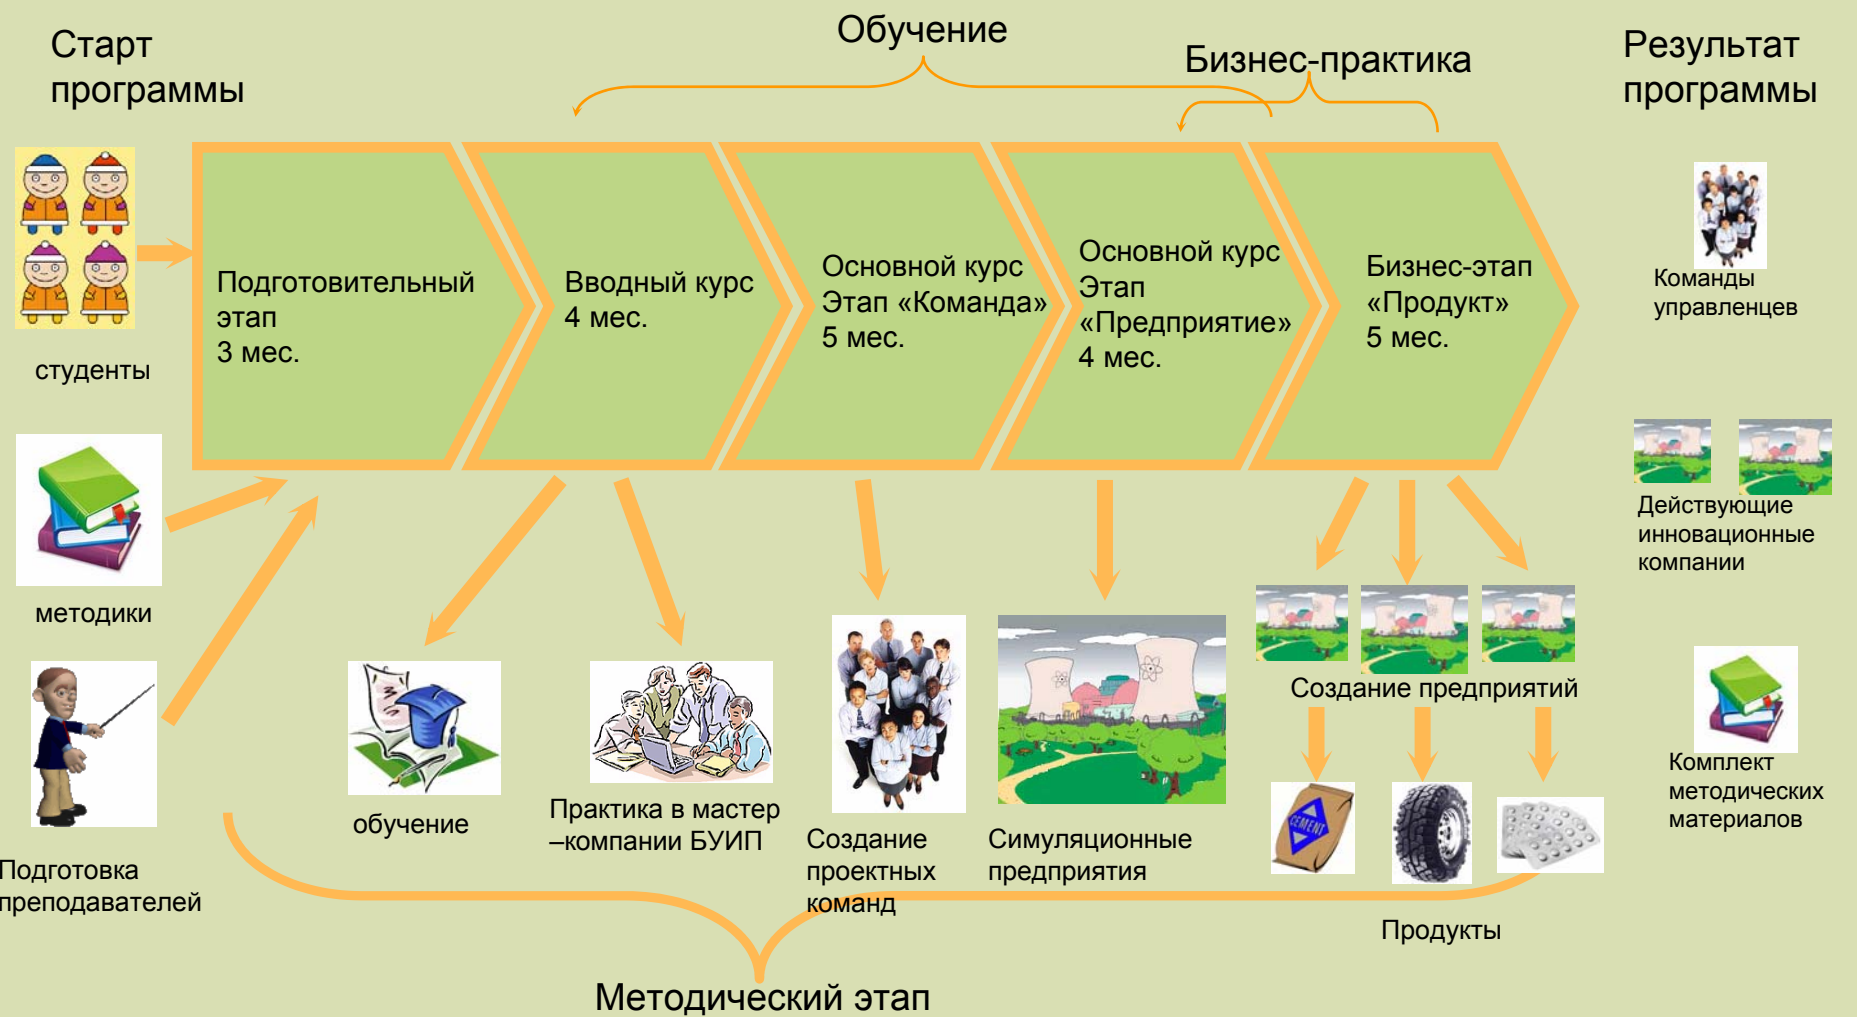 Старт
программы
Обучение
Бизнес-практика
Результат
программы
студенты
методики
Подготовка
преподавателей
Подготовительный
этап
3 мес.
Вводный курс
4 мес.
Основной курс
Этап «Команда»
5 мес.
Основной курс
Этап
«Предприятие»
4 мес.
Бизнес-этап
«Продукт»
5 мес.
обучение
Практика в мастер
–компании БУИП
Создание
проектных
команд
Симуляционные
предприятия
Создание предприятий
CEMENT
Продукты
Методический этап
Команды
управленцев
Действующие
инновационные
компании
Комплект
методических
материалов